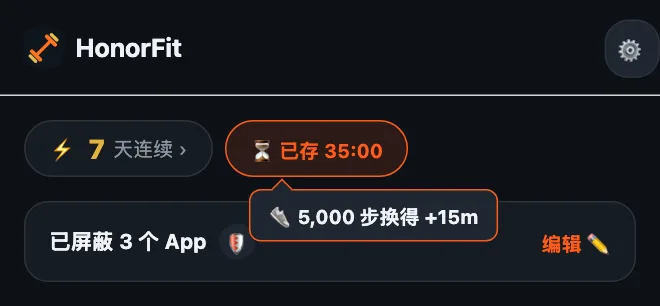 HonorFit
7 天连续 ›
已存 35:00
5,000 步换得 +15m
已屏蔽 3 个 App
编辑